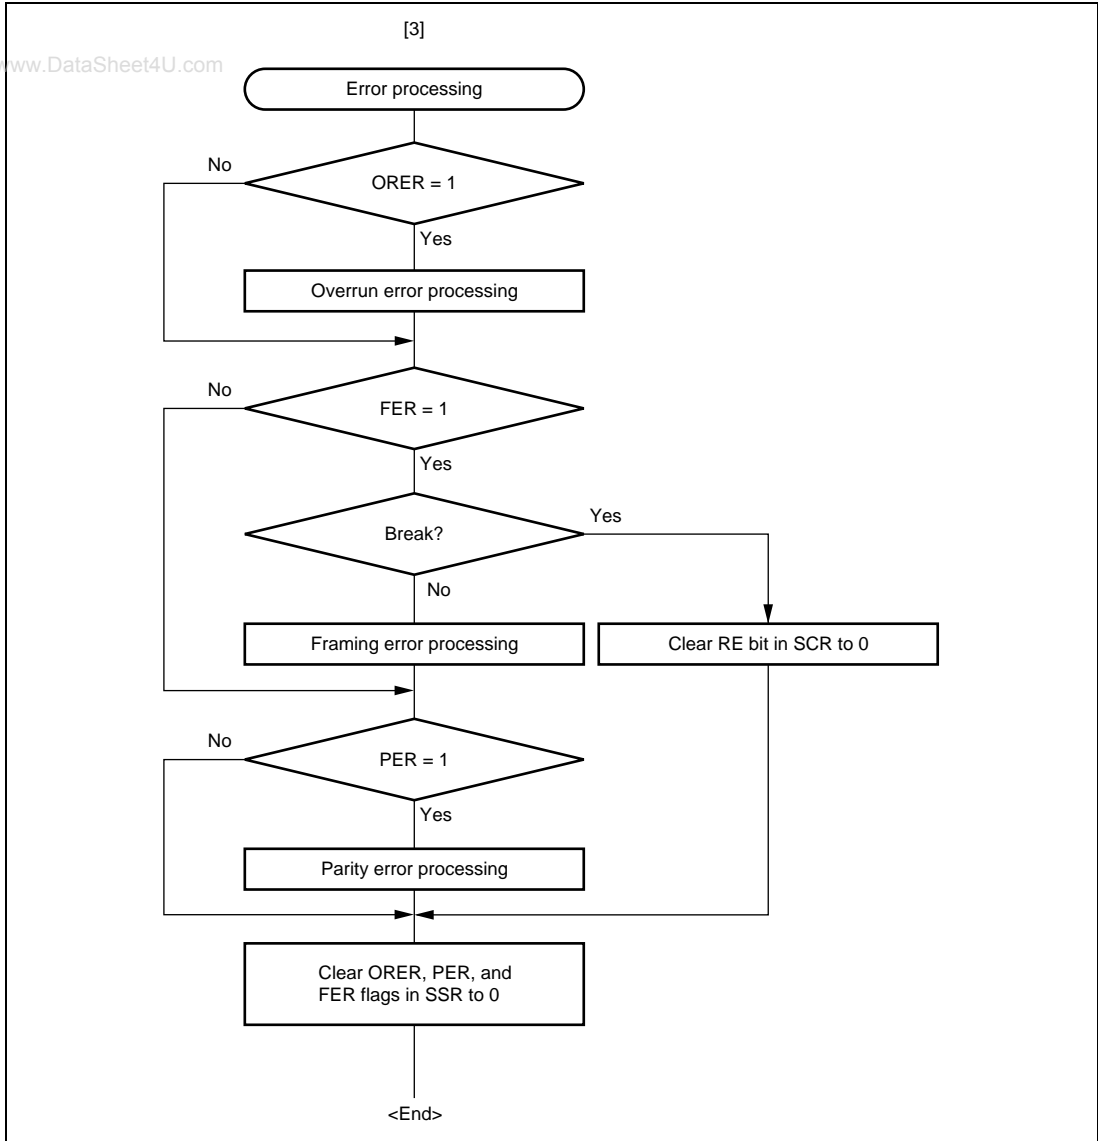 [3]
www.DataSheet4U.com
Error processing
No
ORER = 1
Yes
Overrun error processing
No
FER = 1
Yes
Break?
Yes
No
Framing error processing
Clear RE bit in SCR to 0
No
PER = 1
Yes
Parity error processing
Clear ORER, PER, and
FER flags in SSR to 0
<End>